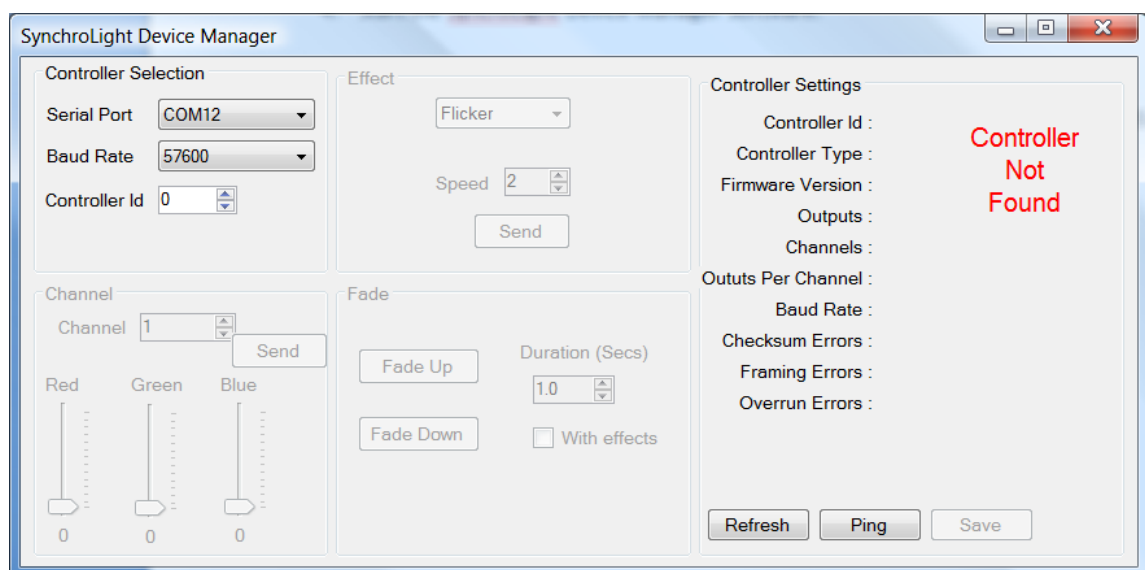 SynchroLight Device Manager
Controller Selection
Serial Port COM12
Baud Rate 57600
Controller Id 0
Effect
Flicker
Speed 2
Send
Controller Settings
Controller Id :
Controller Type :
Firmware Version :
Outputs :
Channels :
Oututs Per Channel :
Baud Rate :
Checksum Errors :
Framing Errors :
Overrun Errors :
Controller
Not
Found
Channel
Channel 1
Send
Red Green Blue
0 0 0
Fade
Fade Up
Duration (Secs)
1.0
Fade Down
With effects
Refresh Ping Save